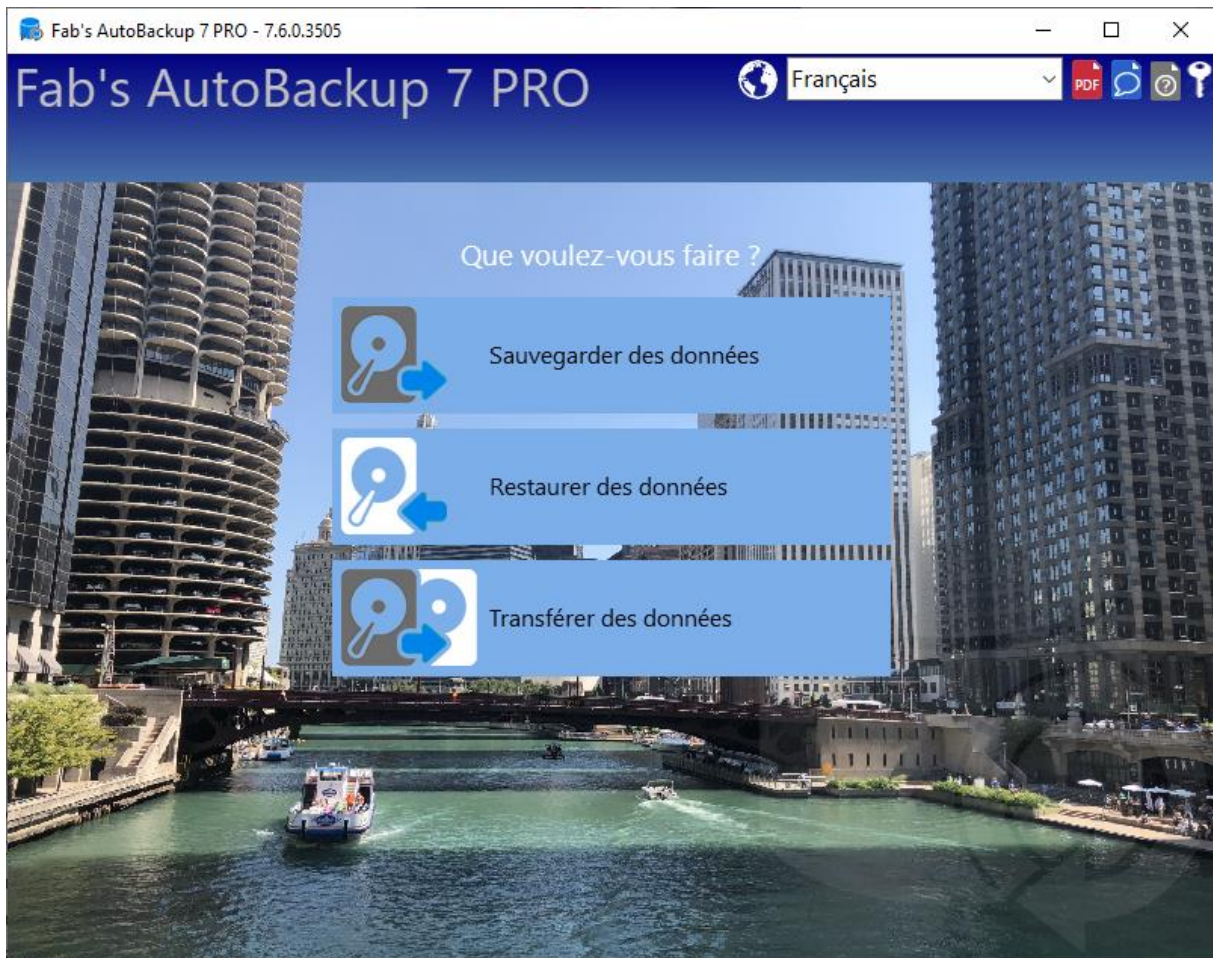 Fab's AutoBackup 7 PRO - 7.6.0.3505
Fab's AutoBackup 7 PRO
Français
PDF
?
Que voulez-vous faire ?
Sauvegarder des données
Restaurer des données
Transférer des données